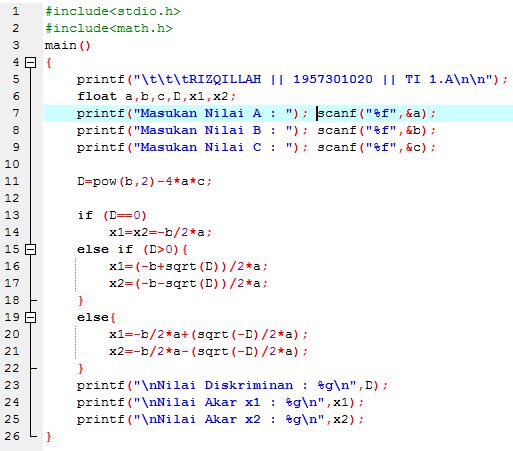 1 #include<stdio.h>
2 #include<math.h>
3 main()
4 {
5 printf("\t\t\tRIZQILLAH || 1957301020 || TI 1.A\n\n");
6 float a,b,c,D,x1,x2;
7 printf("Masukan Nilai A : "); scanf("%f",&a);
8 printf("Masukan Nilai B : "); scanf("%f",&b);
9 printf("Masukan Nilai C : "); scanf("%f",&c);
10
11 D=pow(b,2)-4*a*c;
12
13 if (D==0)
14 x1=x2=-b/2*a;
15 else if (D>0){
16 x1=(-b+sqrt(D))/2*a;
17 x2=(-b-sqrt(D))/2*a;
18 }
19 else{
20 x1=-b/2*a+(sqrt(-D)/2*a);
21 x2=-b/2*a-(sqrt(-D)/2*a);
22 }
23 printf("\nNilai Diskriminan : %g\n",D);
24 printf("\nNilai Akar x1 : %g\n",x1);
25 printf("\nNilai Akar x2 : %g\n",x2);
26 }